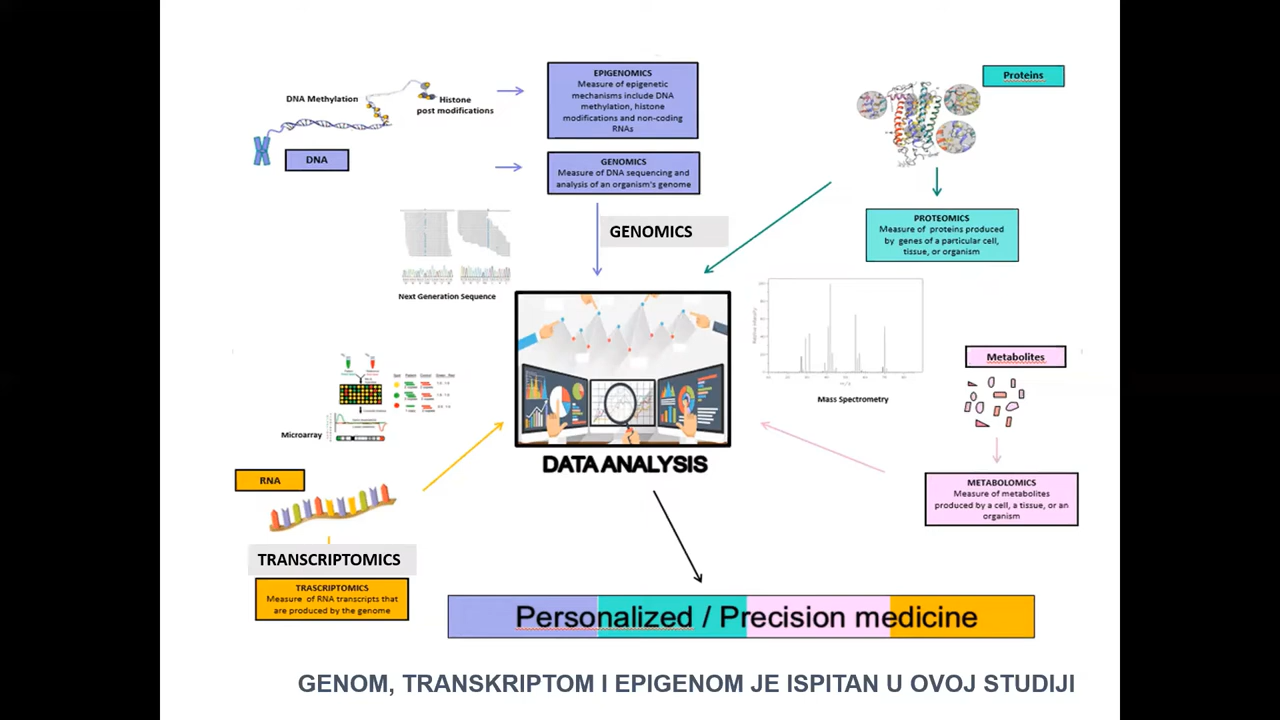 DNA Methylation
Histone
post modifications
DNA
EPIGENOMICS
Measure of epigenetic
mechanisms include DNA
methylation, histone
modifications and non-coding
RNAs
GENOMICS
Measure of DNA sequencing and
analysis of an organism's genome
GENOMICS
Next Generation Sequence
Proteins
PROTEOMICS
Measure of proteins produced
by genes of a particular cell,
tissue, or organism
Mass Spectrometry
Metabolites
METABOLOMICS
Measure of metabolites
produced by a cell, a tissue, or an
organism
Microarray
RNA
TRANSCRIPTOMICS
TRASCRIPTOMICS
Measure of RNA transcripts that
are produced by the genome
DATA ANALYSIS
Personalized / Precision medicine
GENOM, TRANSKRIPTOM I EPIGENOM JE ISPITAN U OVOJ STUDIJI